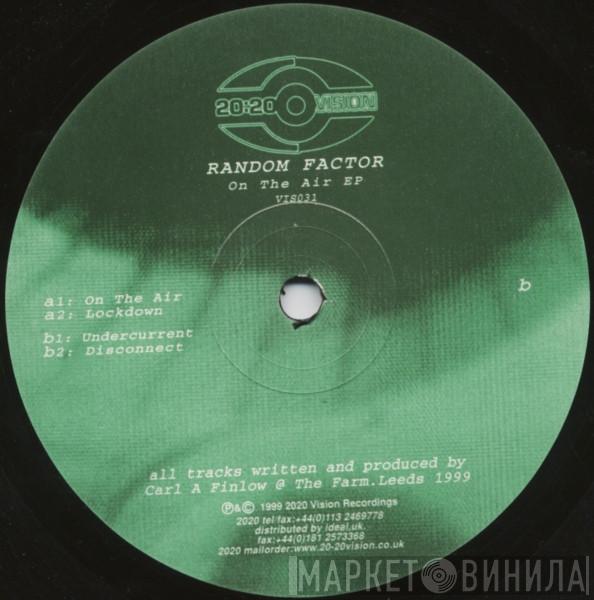 20:20 VISION
RANDOM FACTOR
On The Air EP
VIS031
b
a1: On The Air
a2: Lockdown
b1: Undercurrent
b2: Disconnect
all tracks written and produced by
Carl A Finlow @ The Farm.Leeds 1999
℗&© 1999 2020 Vision Recordings
2020 tel/fax:+44(0)113 2469778
distributed by ideal.uk.
fax:+44(0)181 2573368
2020 mailorder:www.20-20vision.co.uk
МАРКЕТ ВИНИЛА